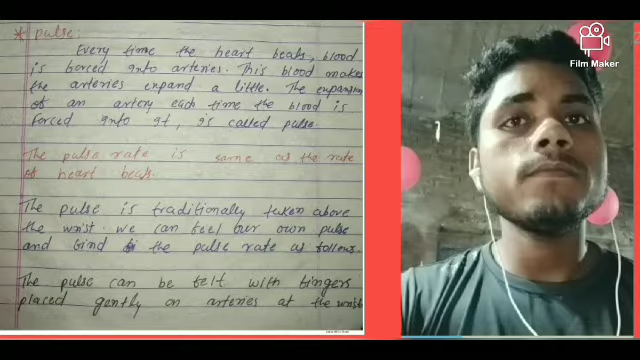 * Pulse:
Every time the heart beats, blood
is forced into arteries. This blood makes
the arteries expand a little. The expansion
of an artery each time the blood is
forced into it, is called pulse.
The pulse rate is same as the rate
of heart beats.
The pulse is traditionally taken above
the wrist. We can feel our own pulse
and find the pulse rate as follows.
The pulse can be felt with fingers
placed gently on arteries at the wrist
Film Maker